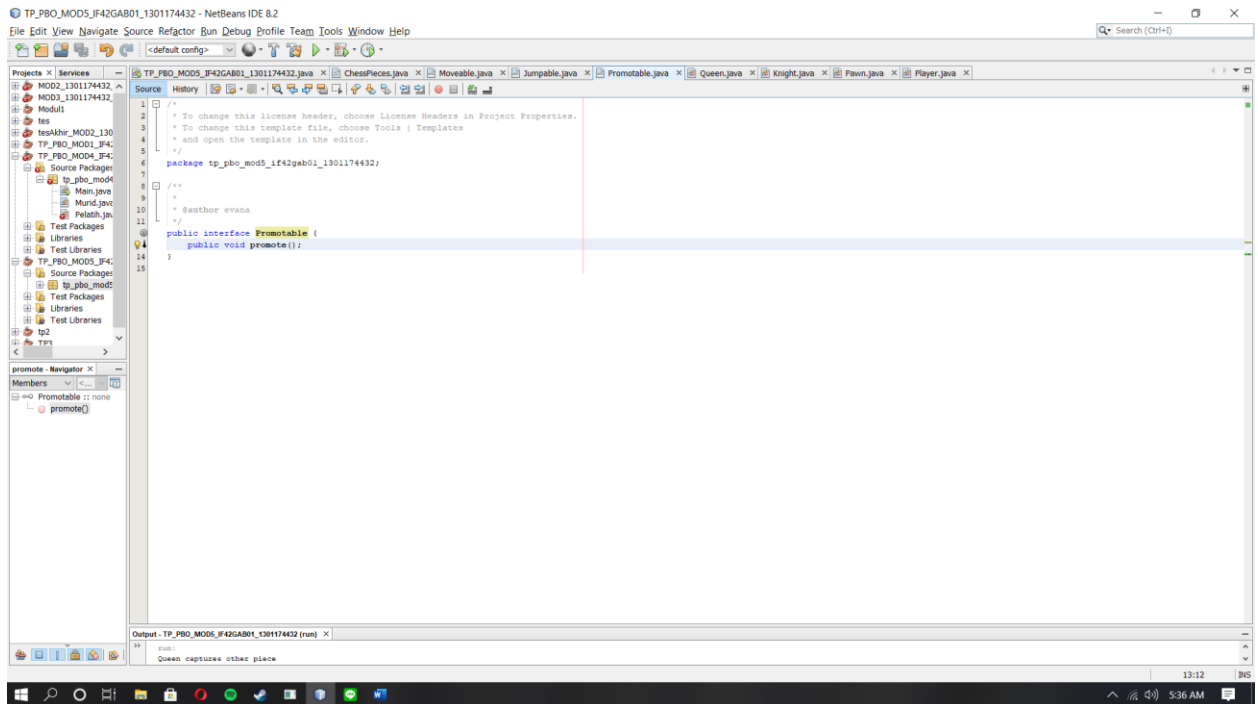 TP_PBO_MOD5_IF42GAB01_1301174432 - NetBeans IDE 8.2
File Edit View Navigate Source Refactor Run Debug Profile Team Tools Window Help
Search (Ctrl+I)
<default config>
Projects Services
TP_PBO_MOD5_IF42GAB01_1301174432.java ChessPieces.java Moveable.java Jumpable.java Promotable.java Queen.java Knight.java Pawn.java Player.java
MOD2_1301174432_
MOD3_1301174432_
Modul1
tes
tesAkhir_MOD2_130
TP_PBO_MOD1_IF42
TP_PBO_MOD4_IF42
Source Packages
tp_pbo_mod4
Main.java
Murid.java
Pelatih.jav
Test Packages
Libraries
Test Libraries
TP_PBO_MOD5_IF42
Source Packages
tp_pbo_mod5
Test Packages
Libraries
Test Libraries
tp2
TP3
promote - Navigator
Members <...
Promotable :: none
promote()
Source History
1 /*
2 * To change this license header, choose License Headers in Project Properties.
3 * To change this template file, choose Tools | Templates
4 * and open the template in the editor.
5 */
6 package tp_pbo_mod5_if42gab01_1301174432;
7
8 /**
9 *
10 * @author evana
11 */
public interface Promotable {
public void promote();
14 }
15
Output - TP_PBO_MOD5_IF42GAB01_1301174432 (run)
run:
Queen captures other piece
13:12 INS
5:36 AM